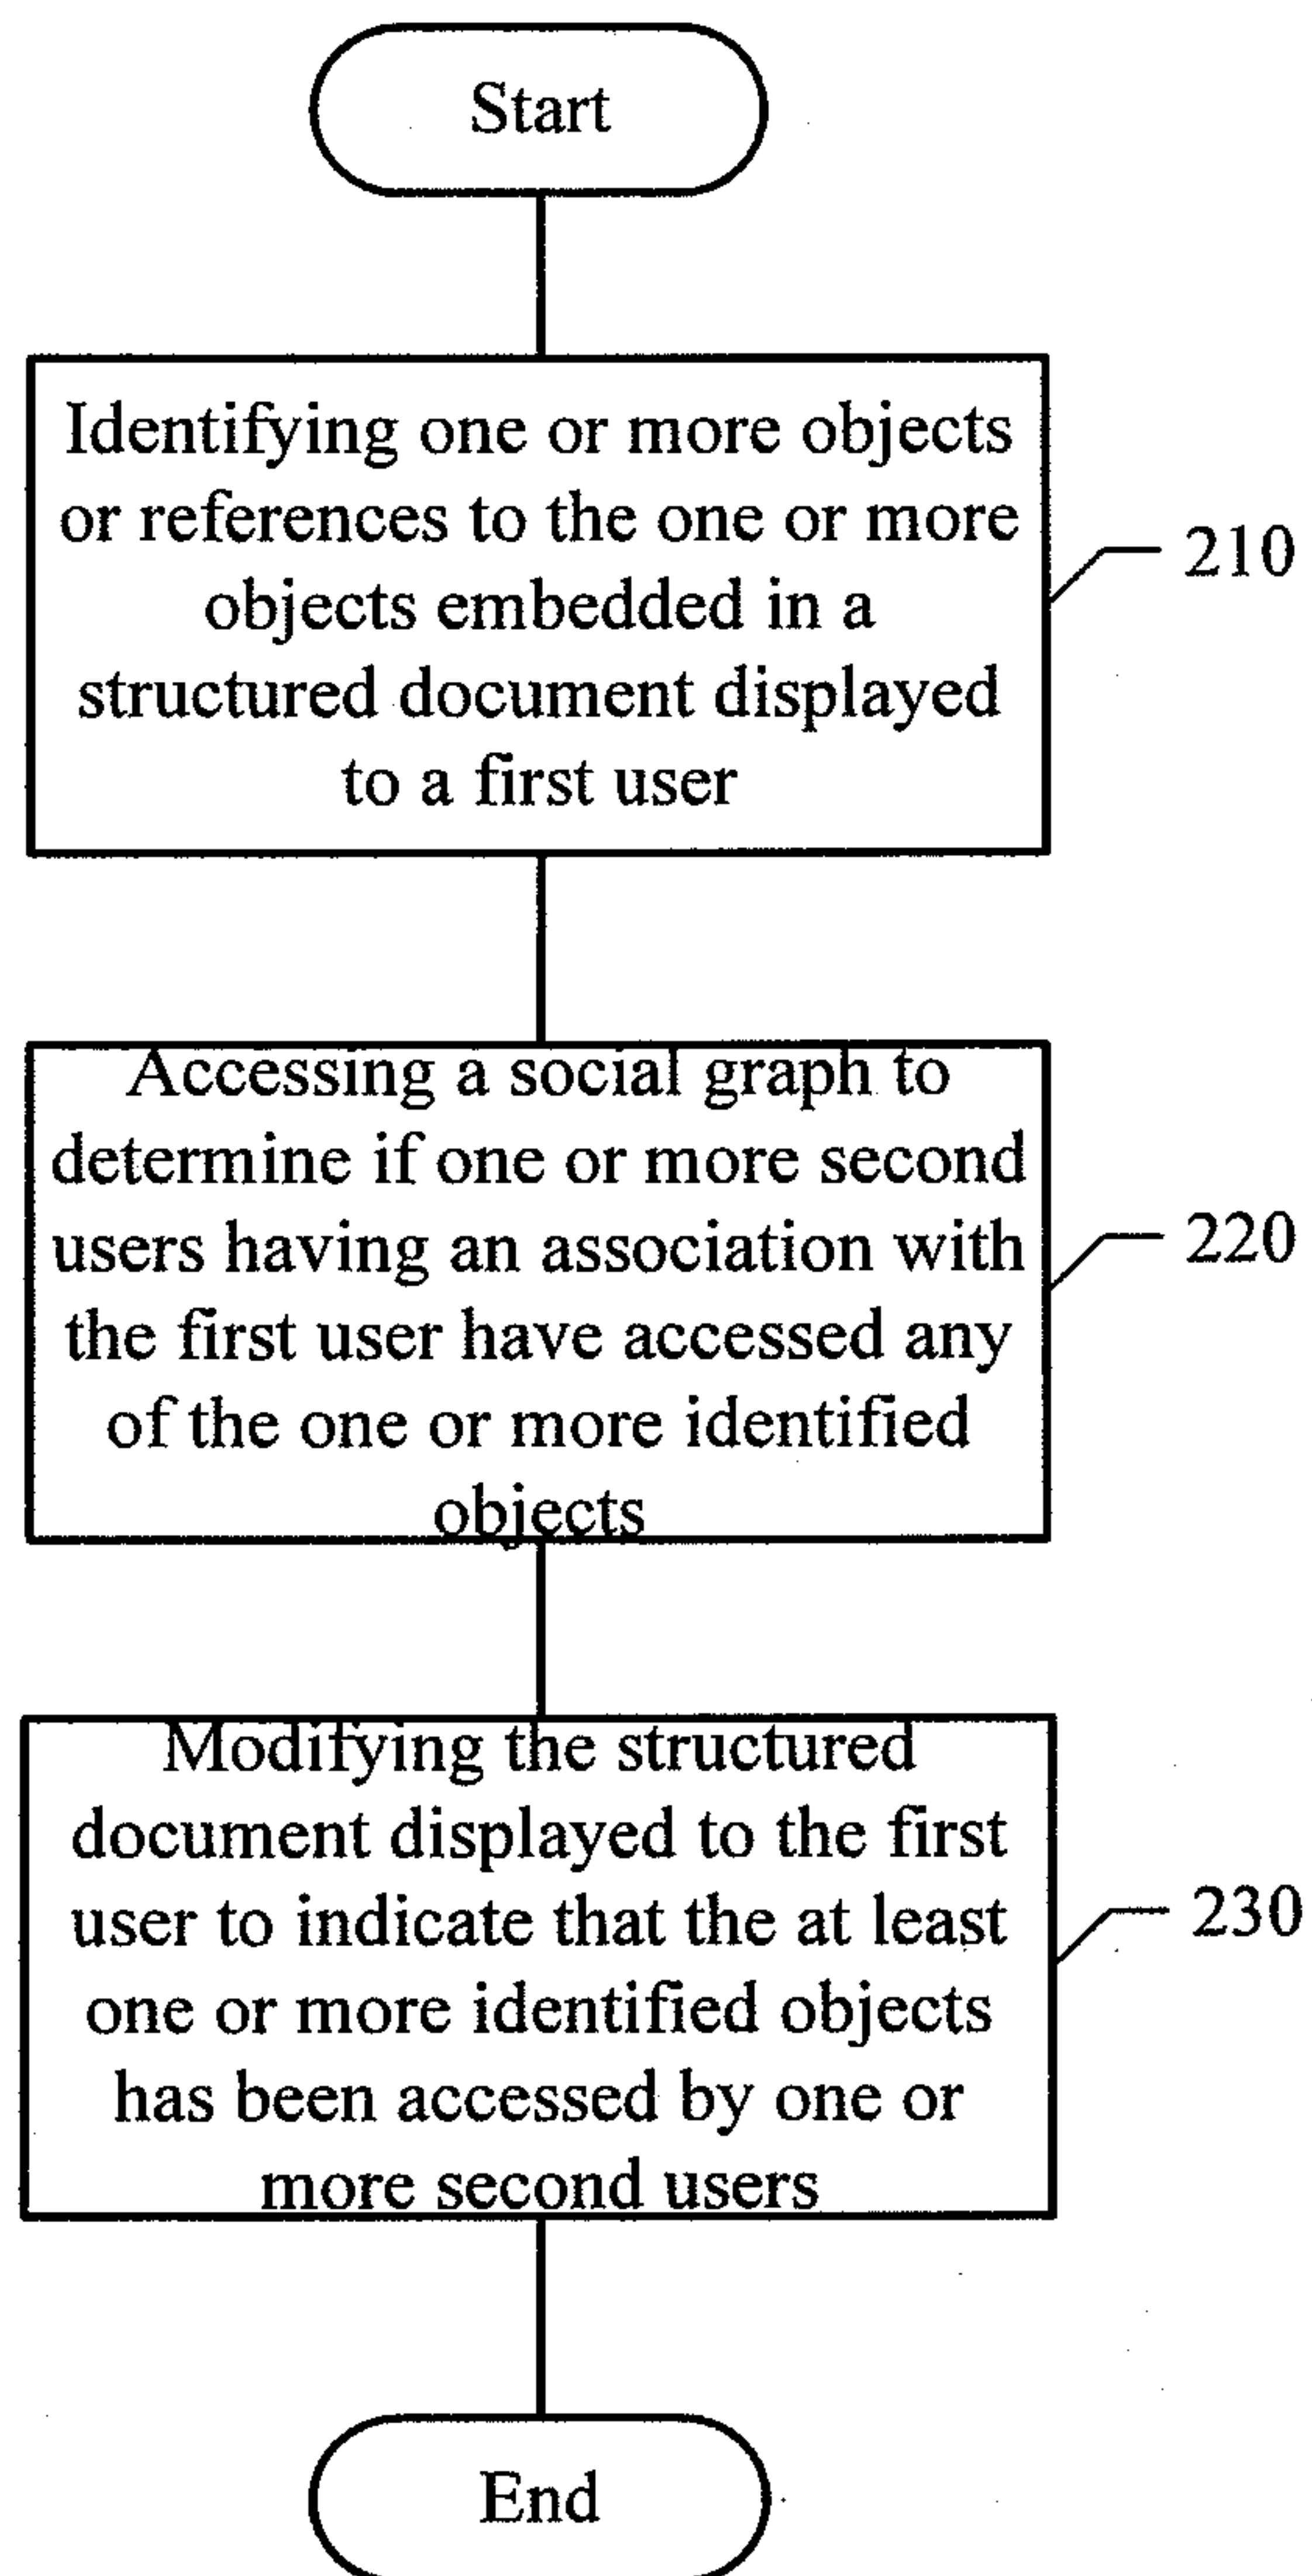 Start
Identifying one or more objects
or references to the one or more
objects embedded in a
structured document displayed
to a first user
210
Accessing a social graph to
determine if one or more second
users having an association with
the first user have accessed any
of the one or more identified
objects
220
Modifying the structured
document displayed to the first
user to indicate that the at least
one or more identified objects
has been accessed by one or
more second users
230
End